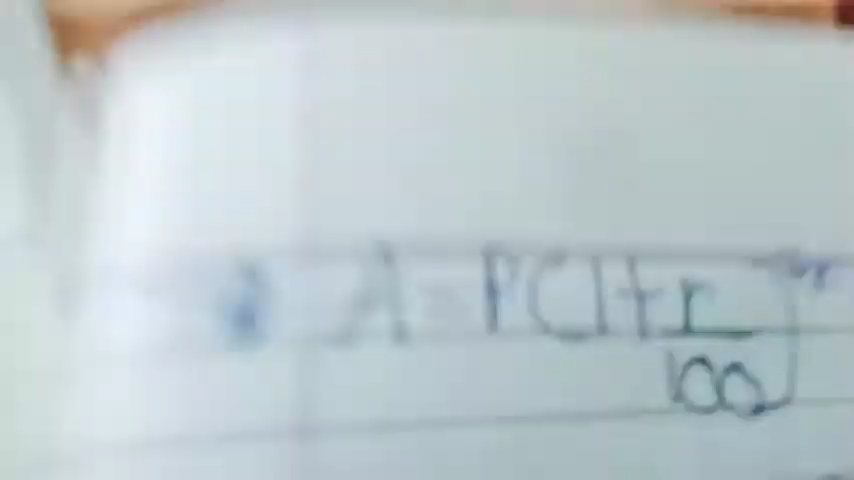 A = P(1+r/100)^n